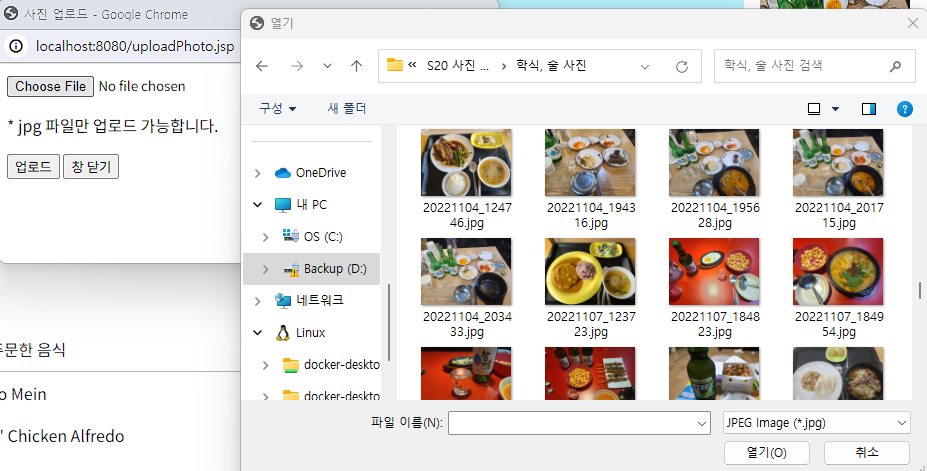 사진 업로드 - Google Chrome
localhost:8080/uploadPhoto.jsp
Choose File No file chosen
* jpg 파일만 업로드 가능합니다.
업로드 창 닫기
주문한 음식
o Mein
' Chicken Alfredo
열기
« S20 사진 ... › 학식, 술 사진
학식, 술 사진 검색
구성 새 폴더
OneDrive
내 PC
OS (C:)
Backup (D:)
네트워크
Linux
docker-deskto
docker-deskto
20221104_124746.jpg
20221104_194316.jpg
20221104_195628.jpg
20221104_201715.jpg
20221104_203433.jpg
20221107_123723.jpg
20221107_184823.jpg
20221107_184954.jpg
파일 이름(N):
JPEG Image (*.jpg)
열기(O) 취소